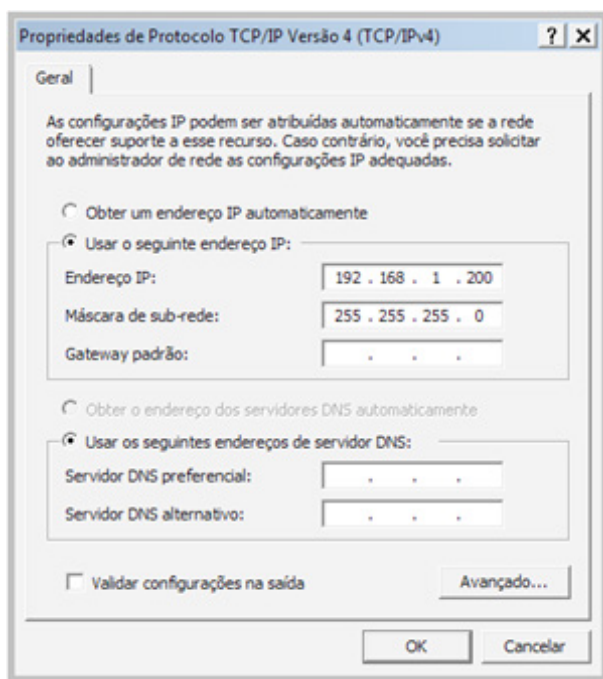 Propriedades de Protocolo TCP/IP Versão 4 (TCP/IPv4)
Geral
As configurações IP podem ser atribuídas automaticamente se a rede
oferecer suporte a esse recurso. Caso contrário, você precisa solicitar
ao administrador de rede as configurações IP adequadas.
Obter um endereço IP automaticamente
Usar o seguinte endereço IP:
Endereço IP: 192 . 168 . 1 . 200
Máscara de sub-rede: 255 . 255 . 255 . 0
Gateway padrão: . . .
Obter o endereço dos servidores DNS automaticamente
Usar os seguintes endereços de servidor DNS:
Servidor DNS preferencial: . . .
Servidor DNS alternativo: . . .
Validar configurações na saída Avançado...
OK Cancelar